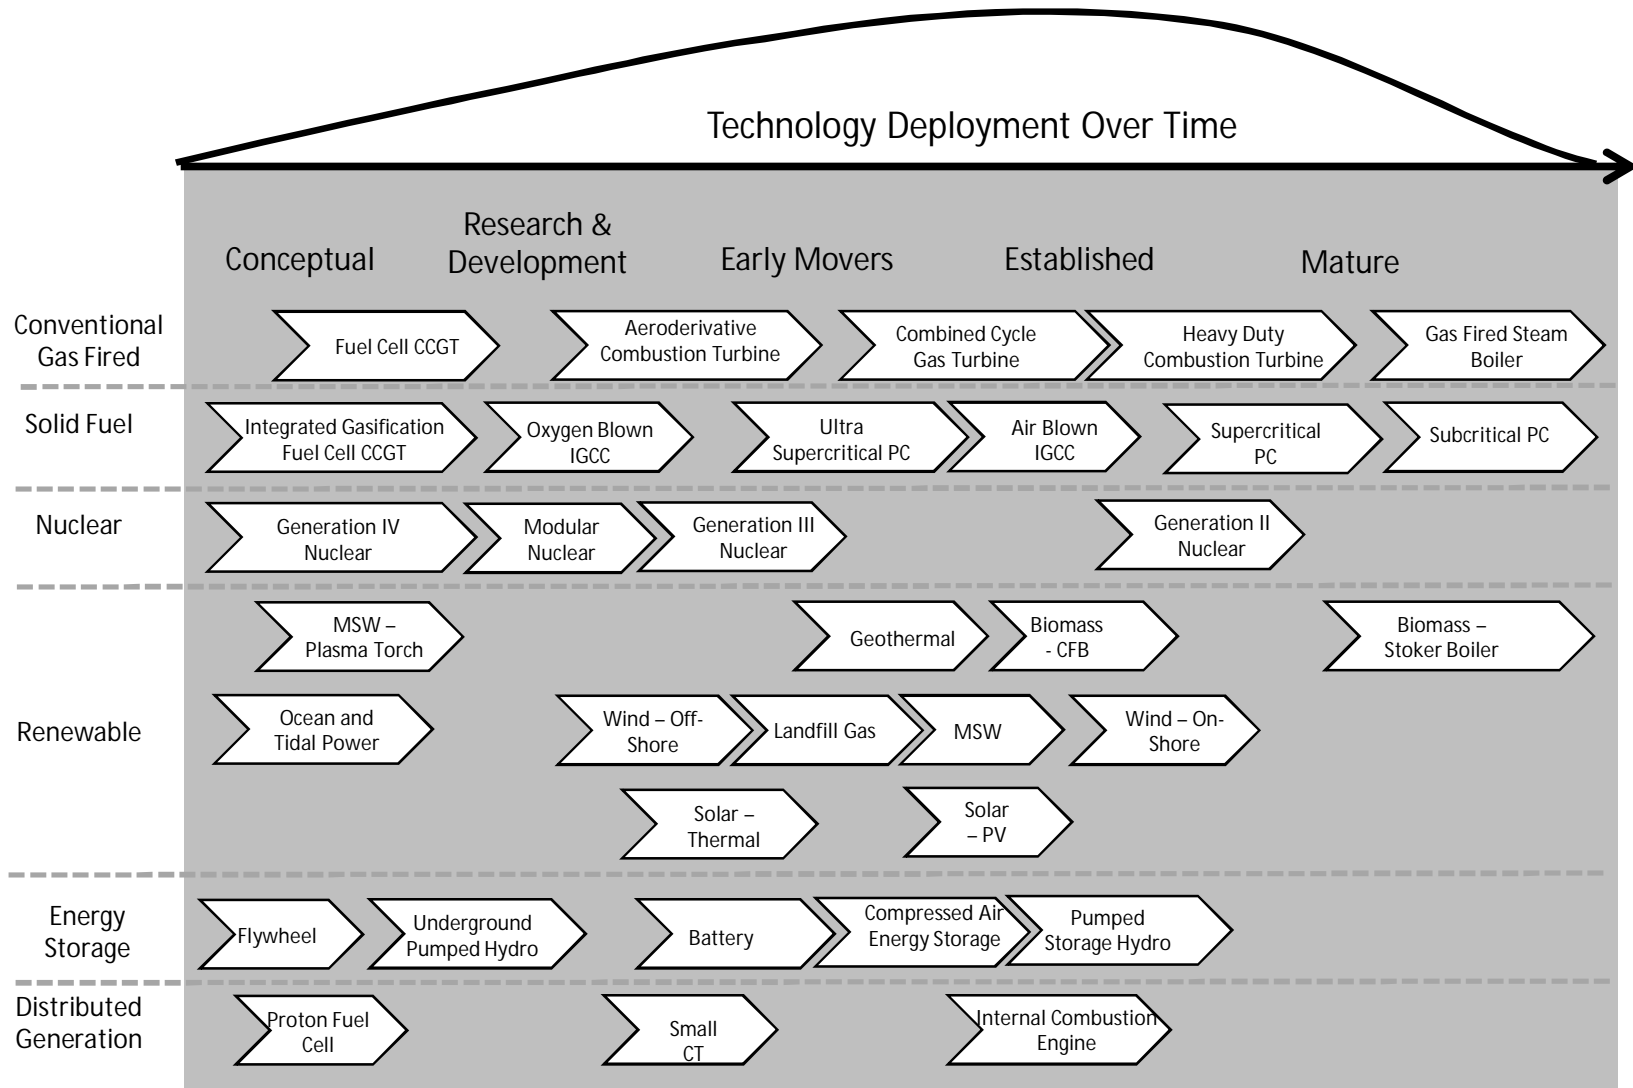 Technology Deployment Over Time
Conceptual
Research &
Development
Early Movers
Established
Mature
Conventional
Gas Fired
Fuel Cell CCGT
Aeroderivative
Combustion Turbine
Combined Cycle
Gas Turbine
Heavy Duty
Combustion Turbine
Gas Fired Steam
Boiler
Solid Fuel
Integrated Gasification
Fuel Cell CCGT
Oxygen Blown
IGCC
Ultra
Supercritical PC
Air Blown
IGCC
Supercritical
PC
Subcritical PC
Nuclear
Generation IV
Nuclear
Modular
Nuclear
Generation III
Nuclear
Generation II
Nuclear
Renewable
MSW –
Plasma Torch
Geothermal
Biomass
- CFB
Biomass –
Stoker Boiler
Ocean and
Tidal Power
Wind – Off-
Shore
Landfill Gas
MSW
Wind – On-
Shore
Solar –
Thermal
Solar
– PV
Energy
Storage
Flywheel
Underground
Pumped Hydro
Battery
Compressed Air
Energy Storage
Pumped
Storage Hydro
Distributed
Generation
Proton Fuel
Cell
Small
CT
Internal Combustion
Engine